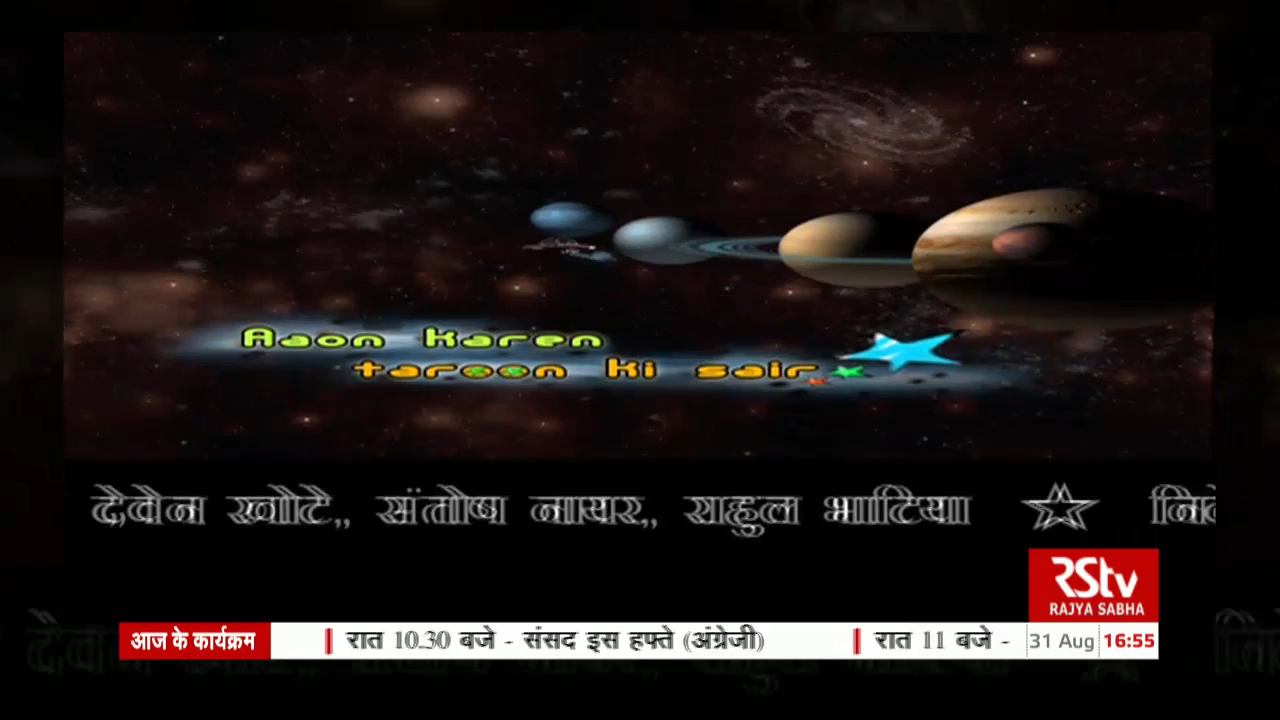 Aaon Karen
taroon ki sair
देवेन खोटे,, संतोष नायर,, राहुल भाटिया
RStv
RAJYA SABHA
आज के कार्यक्रम | रात 10.30 बजे - संसद इस हफ्ते (अंग्रेजी) | रात 11 बजे - 31 Aug 16:55